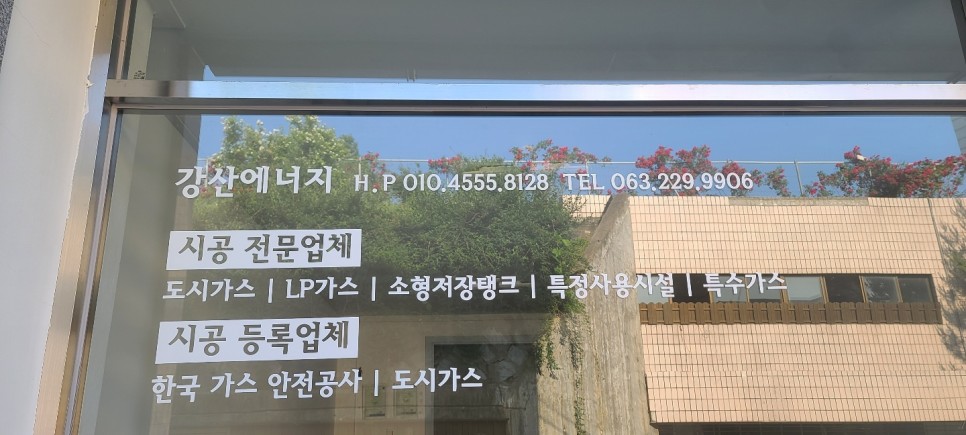 강산에너지 H.P 010.4555.8128 TEL 063.229.9906
시공 전문업체
도시가스 | LP가스 | 소형저장탱크 | 특정사용시설 | 특수가스
시공 등록업체
한국 가스 안전공사 | 도시가스